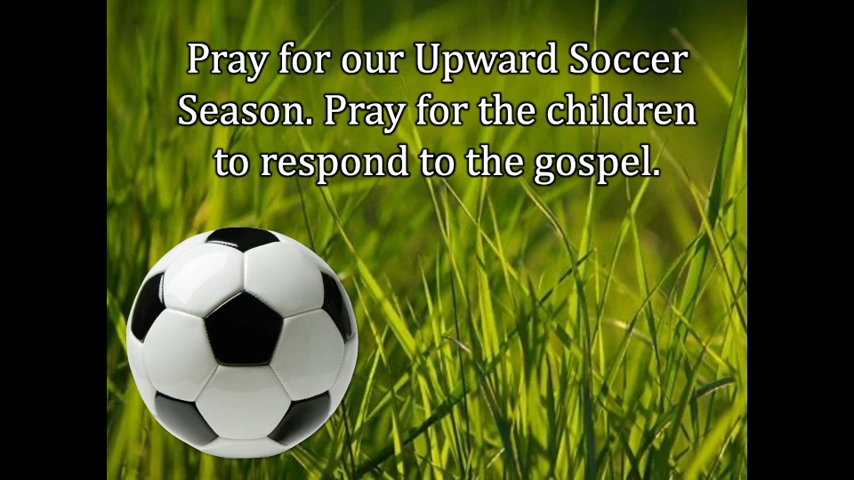 Pray for our Upward Soccer
Season. Pray for the children
to respond to the gospel.